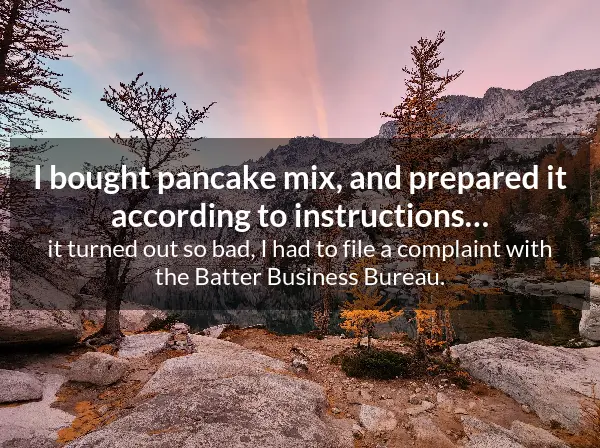 I bought pancake mix, and prepared it
according to instructions...
it turned out so bad, I had to file a complaint with
the Batter Business Bureau.